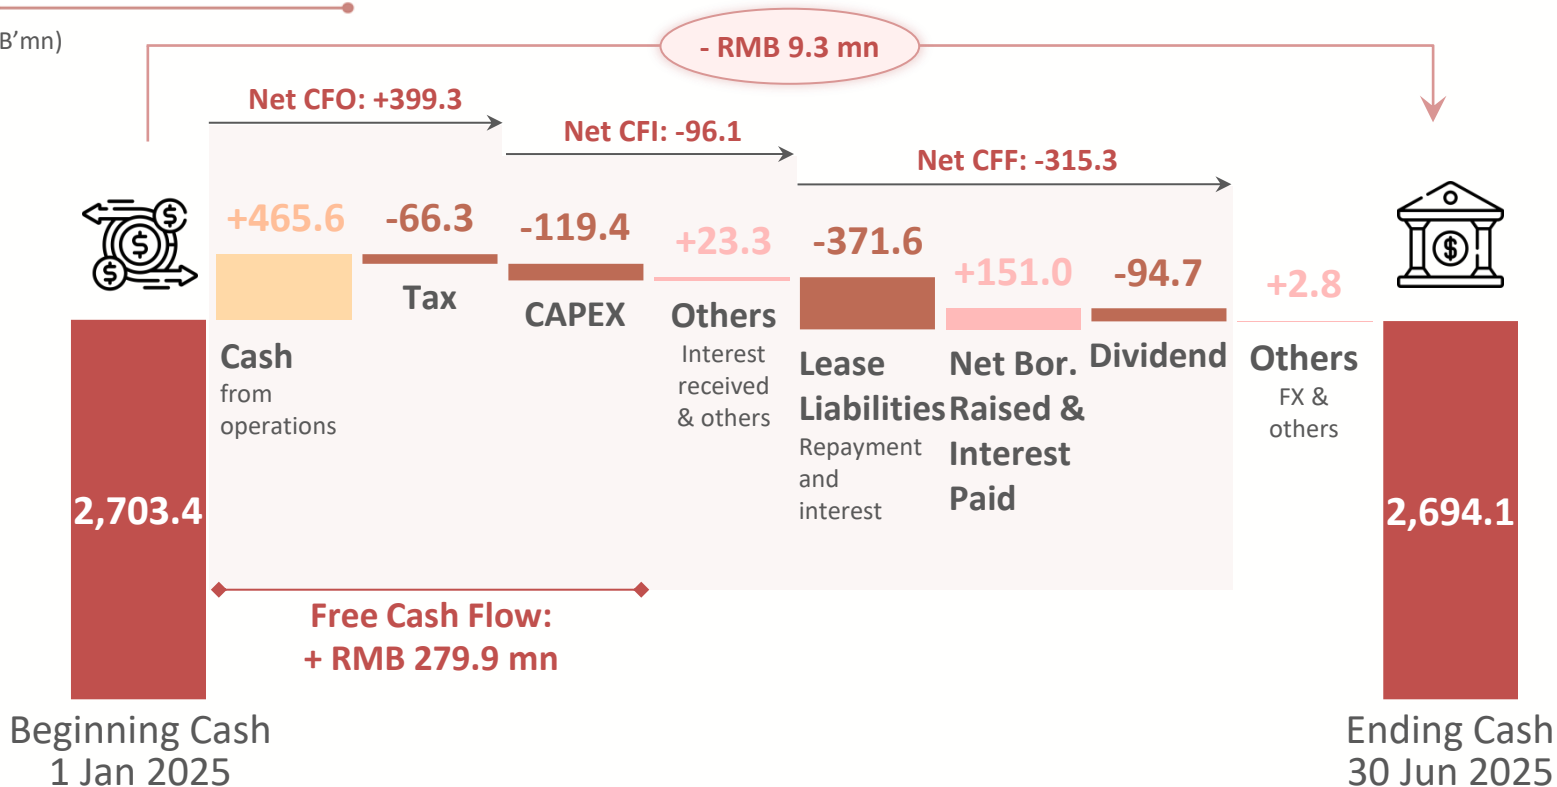 B’mn)
- RMB 9.3 mn
Net CFO: +399.3
Net CFI: -96.1
Net CFF: -315.3
+465.6
-66.3
-119.4
+23.3
-371.6
+151.0
-94.7
+2.8
Cash
from
operations
Tax
CAPEX
Others
Interest
received
& others
Lease
Liabilities
Repayment
and
interest
Net Bor.
Raised &
Interest
Paid
Dividend
Others
FX &
others
2,703.4
2,694.1
Free Cash Flow:
+ RMB 279.9 mn
Beginning Cash
1 Jan 2025
Ending Cash
30 Jun 2025